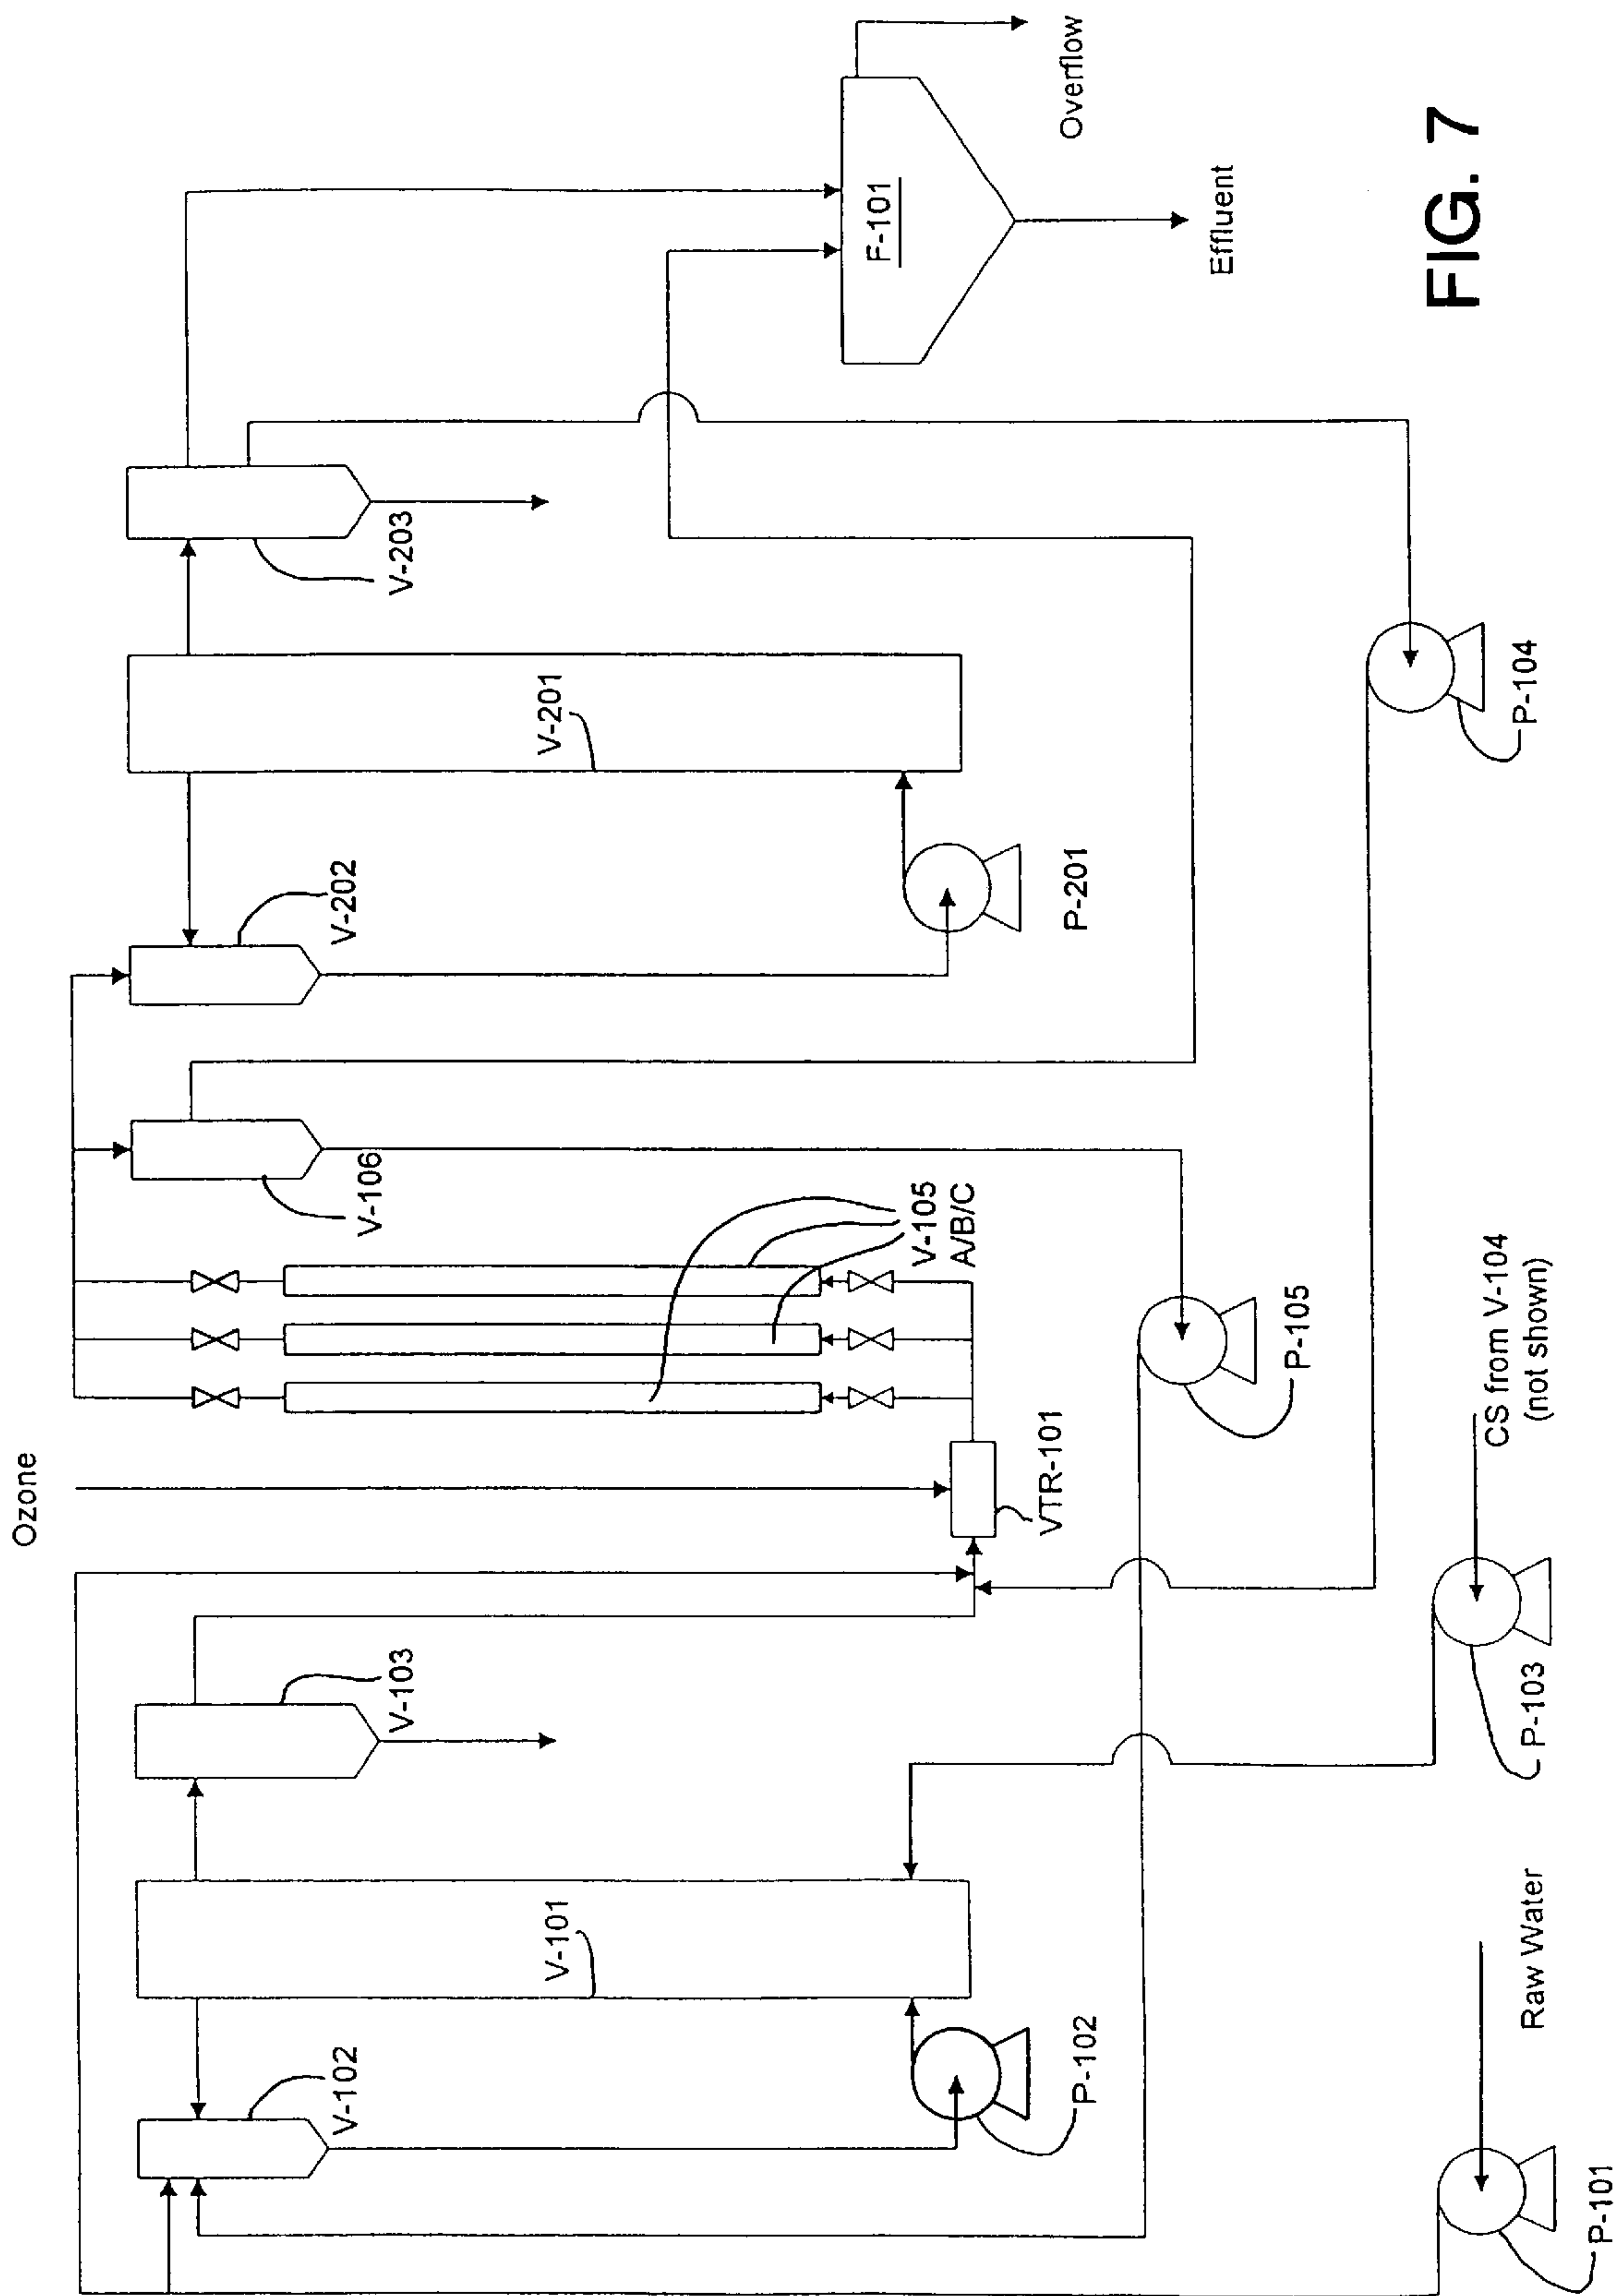 Ozone
V-102
V-101
V-103
P-102
P-101
Raw Water
P-103
CS from V-104
(not shown)
VTR-101
V-105
A/B/C
P-105
V-106
V-202
P-201
V-201
V-203
P-104
F-101
Effluent
Overflow
FIG. 7